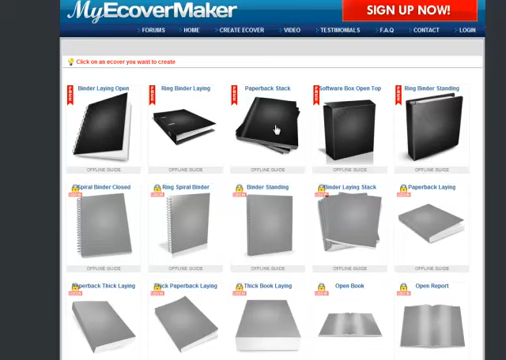 MyEcoverMaker
SIGN UP NOW!
FORUMS HOME CREATE ECOVER VIDEO TESTIMONIALS F.A.Q CONTACT LOGIN
Click on an ecover you want to create
Binder Laying Open Ring Binder Laying Paperback Stack Software Box Open Top Ring Binder Standing
OFFLINE GUIDE OFFLINE GUIDE OFFLINE GUIDE OFFLINE GUIDE OFFLINE GUIDE
Spiral Binder Closed Ring Spiral Binder Binder Standing Binder Laying Stack Paperback Laying
OFFLINE GUIDE OFFLINE GUIDE OFFLINE GUIDE OFFLINE GUIDE OFFLINE GUIDE
Paperback Thick Laying Thick Paperback Laying Thick Book Laying Open Book Open Report